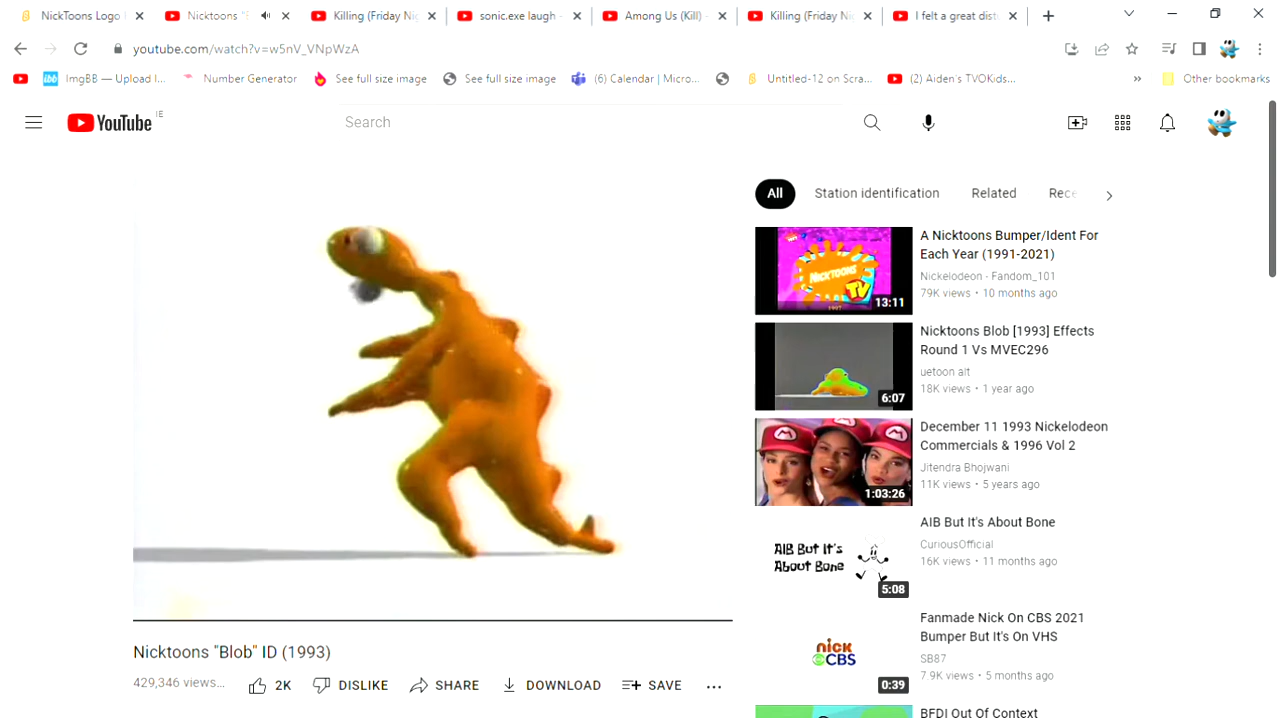 NickToons Logo
Nicktoons "B
Killing (Friday Nig
sonic.exe laugh -
Among Us (Kill) -
Killing (Friday Nig
I felt a great dist
youtube.com/watch?v=w5nV_VNpWzA
ImgBB — Upload I...
Number Generator
See full size image
See full size image
(6) Calendar | Micro...
Untitled-12 on Scra...
(2) Aiden's TVOKids...
»
Other bookmarks
YouTube IE
Search
All
Station identification
Related
Rece
NICKTOONS
TV
1997
13:11
A Nicktoons Bumper/Ident For
Each Year (1991-2021)
Nickelodeon - Fandom_101
79K views • 10 months ago
6:07
Nicktoons Blob [1993] Effects
Round 1 Vs MVEC296
uetoon alt
18K views • 1 year ago
1:03:26
December 11 1993 Nickelodeon
Commercials & 1996 Vol 2
Jitendra Bhojwani
11K views • 5 years ago
AIB But It's
About Bone
5:08
AIB But It's About Bone
CuriousOfficial
16K views • 11 months ago
nick
CBS
0:39
Fanmade Nick On CBS 2021
Bumper But It's On VHS
SB87
7.9K views • 5 months ago
BFDI Out Of Context
Nicktoons "Blob" ID (1993)
429,346 views...
2K
DISLIKE
SHARE
DOWNLOAD
SAVE
...